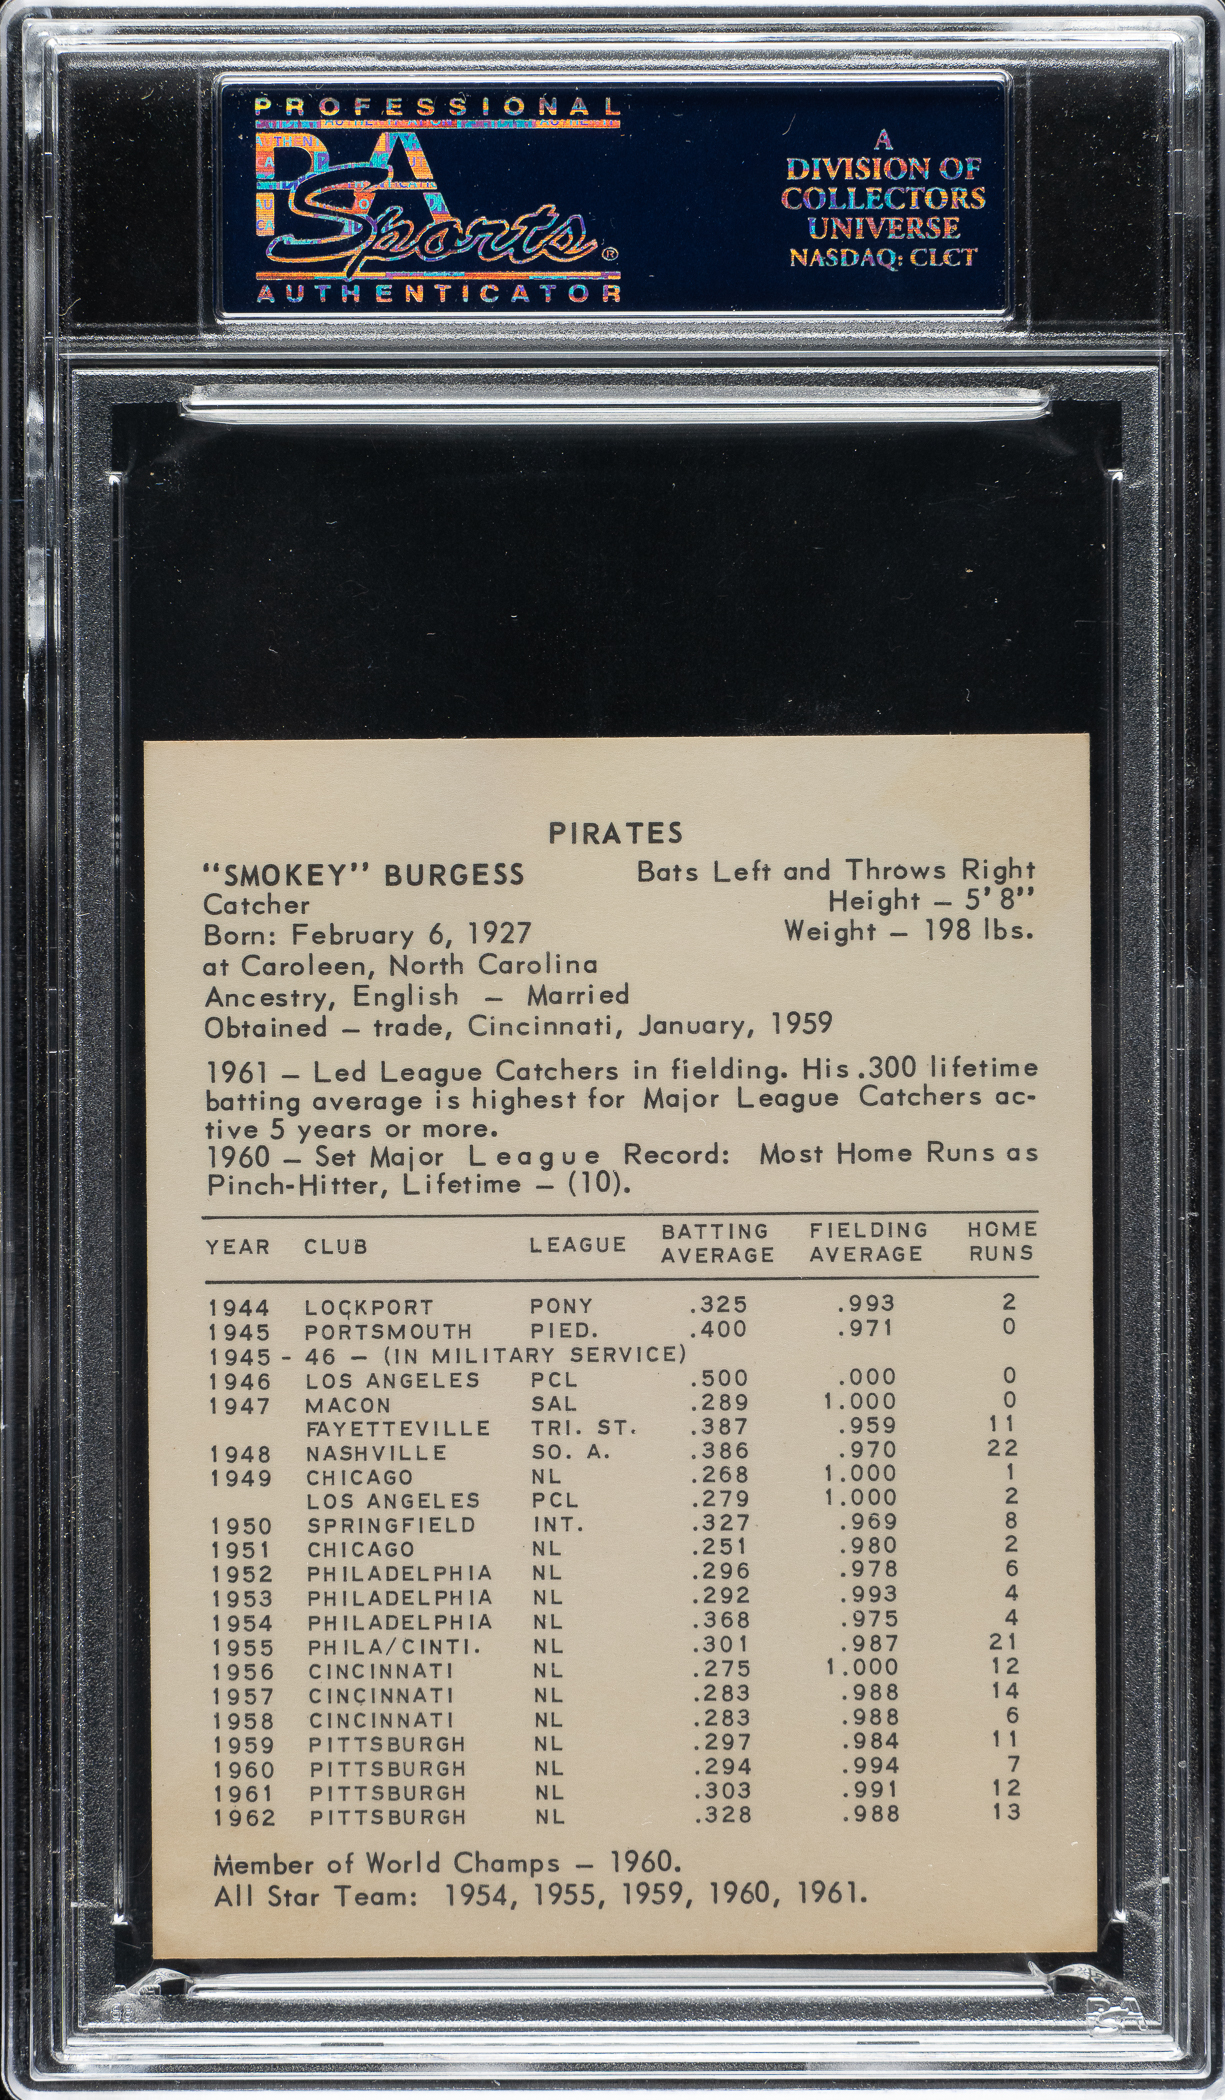 PROFESSIONAL
PSA
Sports®
AUTHENTICATOR
A
DIVISION OF
COLLECTORS
UNIVERSE
NASDAQ: CLCT
PIRATES
"SMOKEY" BURGESS Bats Left and Throws Right
Catcher Height — 5' 8"
Born: February 6, 1927 Weight — 198 lbs.
at Caroleen, North Carolina
Ancestry, English — Married
Obtained — trade, Cincinnati, January, 1959
1961 — Led League Catchers in fielding. His .300 lifetime
batting average is highest for Major League Catchers ac-
tive 5 years or more.
1960 — Set Major League Record: Most Home Runs as
Pinch-Hitter, Lifetime — (10).
YEAR CLUB LEAGUE BATTING AVERAGE FIELDING AVERAGE HOME RUNS
1944 LOCKPORT PONY .325 .993 2
1945 PORTSMOUTH PIED. .400 .971 0
1945 - 46 — (IN MILITARY SERVICE)
1946 LOS ANGELES PCL .500 .000 0
1947 MACON SAL .289 1.000 0
FAYETTEVILLE TRI. ST. .387 .959 11
1948 NASHVILLE SO. A. .386 .970 22
1949 CHICAGO NL .268 1.000 1
LOS ANGELES PCL .279 1.000 2
1950 SPRINGFIELD INT. .327 .969 8
1951 CHICAGO NL .251 .980 2
1952 PHILADELPHIA NL .296 .978 6
1953 PHILADELPHIA NL .292 .993 4
1954 PHILADELPHIA NL .368 .975 4
1955 PHILA/CINTI. NL .301 .987 21
1956 CINCINNATI NL .275 1.000 12
1957 CINCINNATI NL .283 .988 14
1958 CINCINNATI NL .283 .988 6
1959 PITTSBURGH NL .297 .984 11
1960 PITTSBURGH NL .294 .994 7
1961 PITTSBURGH NL .303 .991 12
1962 PITTSBURGH NL .328 .988 13
Member of World Champs — 1960.
All Star Team: 1954, 1955, 1959, 1960, 1961.
PSA